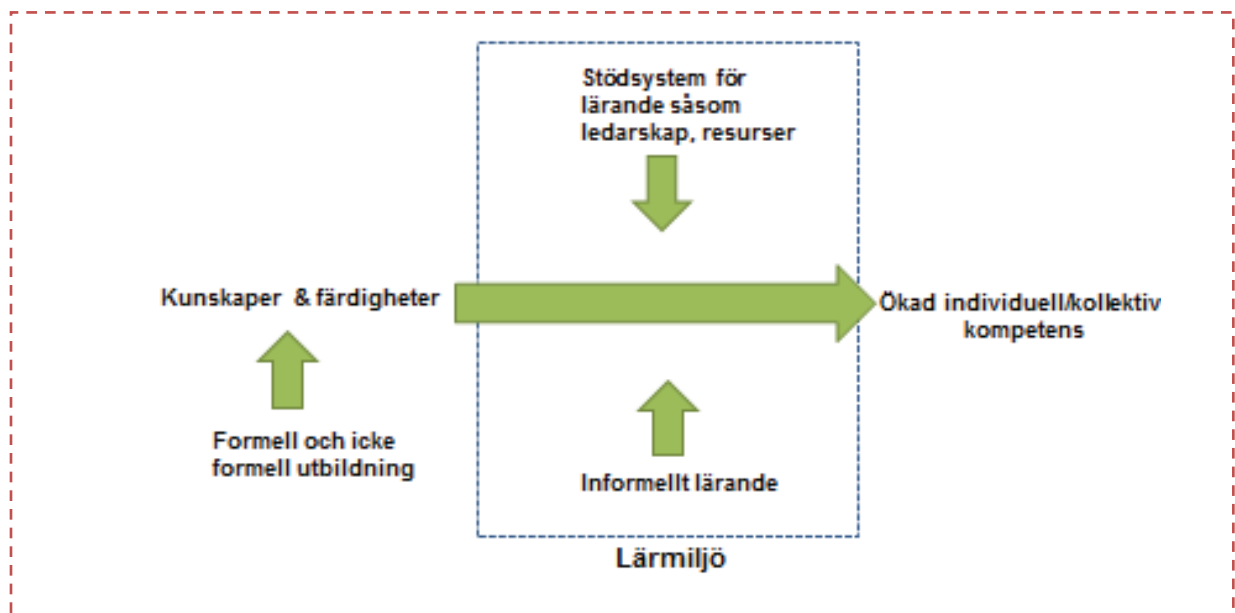 Stödsystem för
lärande såsom
ledarskap, resurser
Kunskaper & färdigheter
Ökad individuell/kollektiv
kompetens
Formell och icke
formell utbildning
Informellt lärande
Lärmiljö